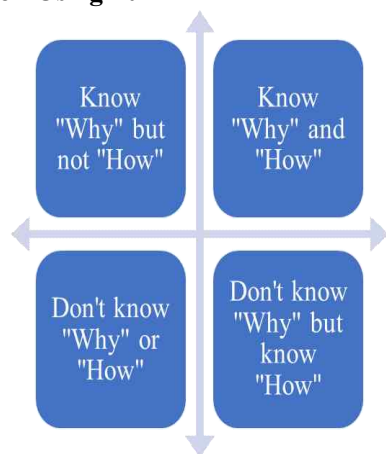 Know
"Why" but
not "How"
Know
"Why" and
"How"
Don't know
"Why" or
"How"
Don't know
"Why" but
know
"How"